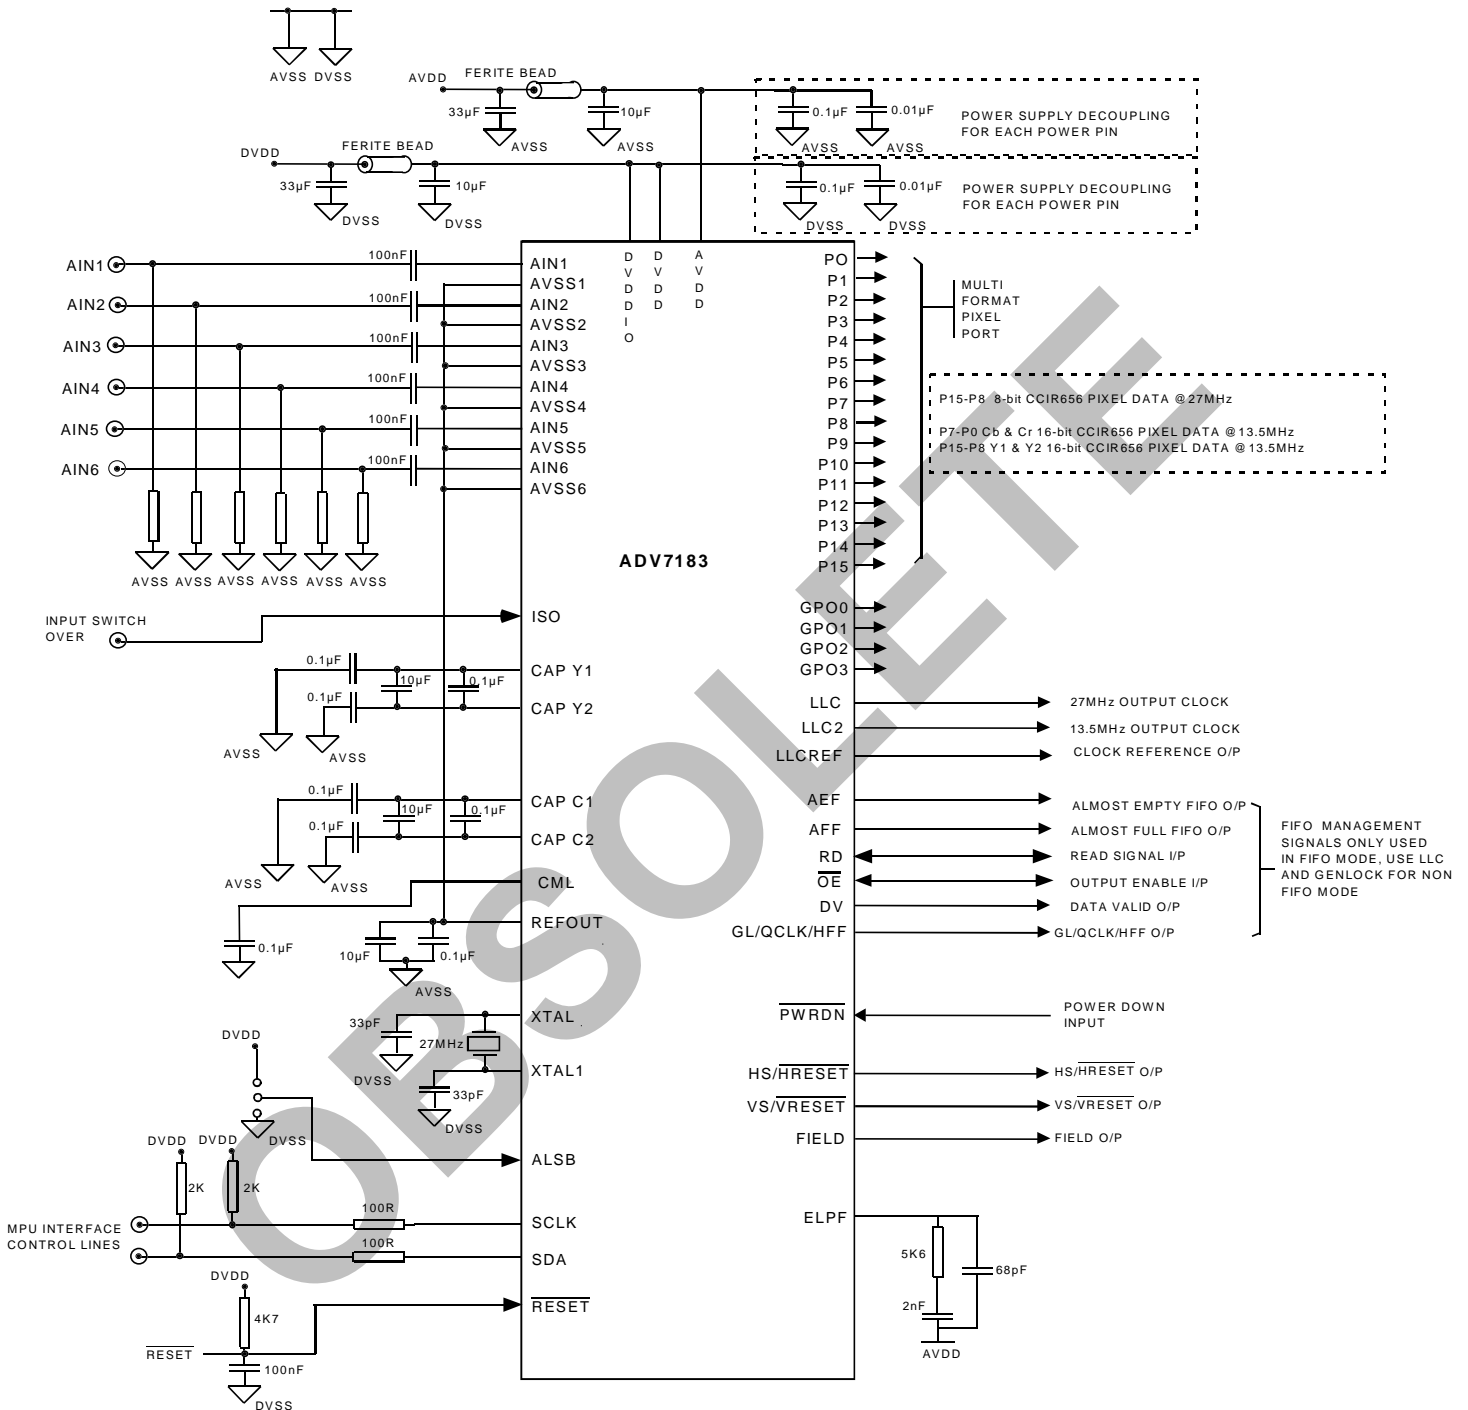 AVSS DVSS
AVDD
FERITE BEAD
33µF
10µF
AVSS
AVSS
0.1µF
0.01µF
AVSS
AVSS
POWER SUPPLY DECOUPLING
FOR EACH POWER PIN
DVDD
FERITE BEAD
33µF
10µF
DVSS
DVSS
0.1µF
0.01µF
DVSS
DVSS
POWER SUPPLY DECOUPLING
FOR EACH POWER PIN
AIN1
AIN2
AIN3
AIN4
AIN5
AIN6
100nF
100nF
100nF
100nF
100nF
100nF
AVSS AVSS AVSS AVSS AVSS AVSS
INPUT SWITCH
OVER
0.1µF
10µF
0.1µF
0.1µF
AVSS
AVSS
0.1µF
10µF
0.1µF
0.1µF
AVSS
AVSS
0.1µF
10µF
0.1µF
AVSS
33pF
27MHz
DVSS
33pF
DVSS
DVDD
DVSS
DVDD DVDD
2K
2K
MPU INTERFACE
CONTROL LINES
100R
100R
DVDD
4K7
RESET
100nF
DVSS
DVDDIO
DVDD
AVDD
AIN1
AVSS1
AIN2
AVSS2
AIN3
AVSS3
AIN4
AVSS4
AIN5
AVSS5
AIN6
AVSS6
ADV7183
ISO
CAP Y1
CAP Y2
CAP C1
CAP C2
CML
REFOUT
XTAL
XTAL1
ALSB
SCLK
SDA
RESET
PO
P1
P2
P3
P4
P5
P6
P7
P8
P9
P10
P11
P12
P13
P14
P15
GPO0
GPO1
GPO2
GPO3
LLC
LLC2
LLCREF
AEF
AFF
RD
OE
DV
GL/QCLK/HFF
PWRDN
HS/HRESET
VS/VRESET
FIELD
ELPF
MULTI
FORMAT
PIXEL
PORT
P15-P8 8-bit CCIR656 PIXEL DATA @27MHz
P7-P0 Cb & Cr 16-bit CCIR656 PIXEL DATA @13.5MHz
P15-P8 Y1 & Y2 16-bit CCIR656 PIXEL DATA @13.5MHz
27MHz OUTPUT CLOCK
13.5MHz OUTPUT CLOCK
CLOCK REFERENCE O/P
ALMOST EMPTY FIFO O/P
ALMOST FULL FIFO O/P
READ SIGNAL I/P
OUTPUT ENABLE I/P
DATA VALID O/P
GL/QCLK/HFF O/P
FIFO MANAGEMENT
SIGNALS ONLY USED
IN FIFO MODE, USE LLC
AND GENLOCK FOR NON
FIFO MODE
POWER DOWN
INPUT
HS/HRESET O/P
VS/VRESET O/P
FIELD O/P
5K6
68pF
2nF
AVDD
OBSOLETE